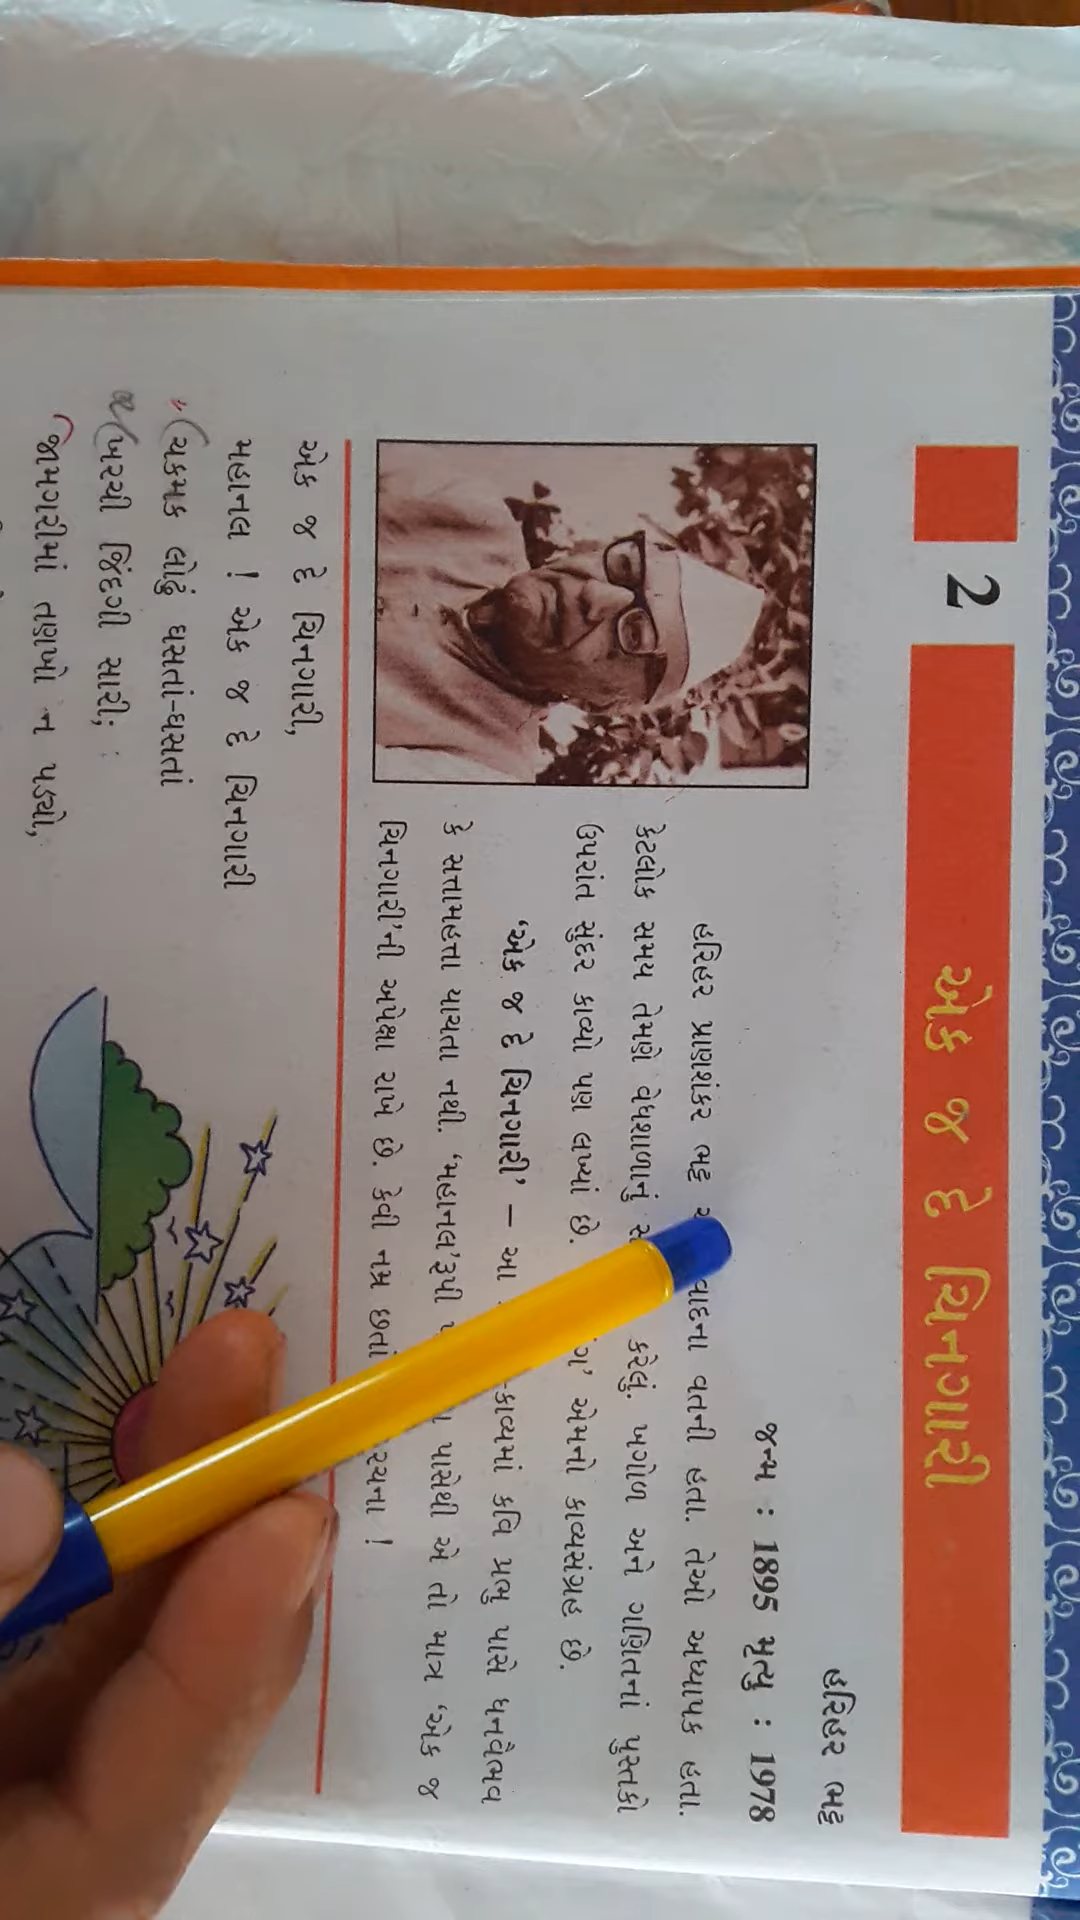 2
એક જ દે ચિનગારી
હરિહર ભટ્ટ
જન્મ : 1895 મૃત્યુ : 1978
હરિહર પ્રાણશંકર ભટ્ટ વતની હતા. તેઓ અધ્યાપક હતા.
કેટલોક સમય તેમણે વેધશાળાનું કરેલું. ખગોળ અને ગણિતનાં પુસ્તકો
ઉપરાંત સુંદર કાવ્યો પણ લખ્યાં છે. એમનો કાવ્યસંગ્રહ છે.
‘એક જ દે ચિનગારી’ – આ કાવ્યમાં કવિ પ્રભુ પાસે ધનવૈભવ
કે સત્તામહત્તા યાચતા નથી. ‘મહાનલ’રૂપી પાસેથી એ તો માત્ર ‘એક જ
ચિનગારી’ની અપેક્ષા રાખે છે. કેવી નમ્ર છતાં !
એક જ દે ચિનગારી,
મહાનલ ! એક જ દે ચિનગારી
ચકમક લોઢું ઘસતાં-ઘસતાં
ખરચી જિંદગી સારી; :
જામગરીમાં તણખો ન પડ્યો,